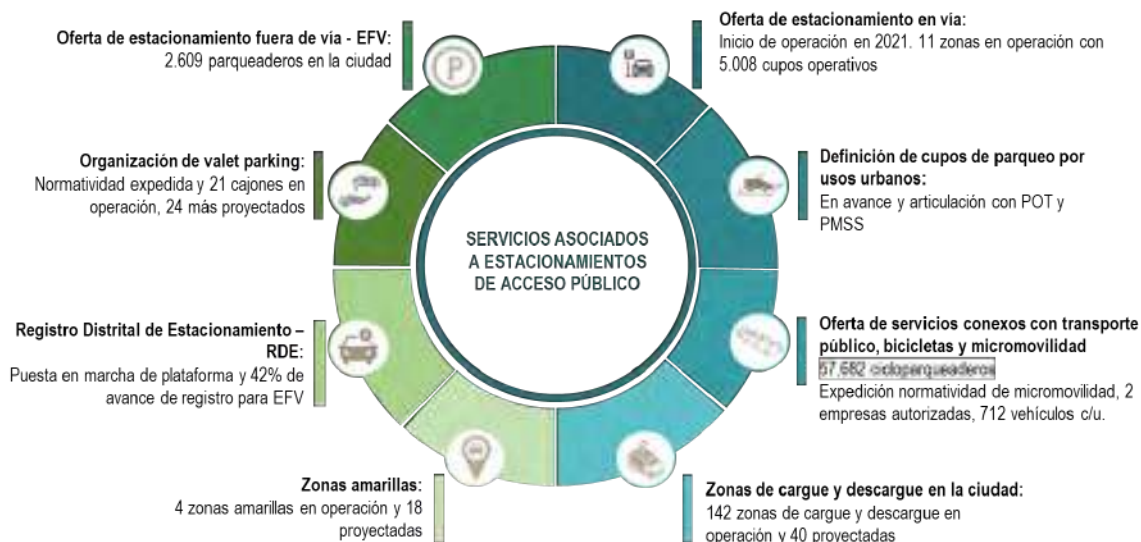 Oferta de estacionamiento fuera de vía - EFV:
2.609 parqueaderos en la ciudad
Oferta de estacionamiento en vía:
Inicio de operación en 2021. 11 zonas en operación con
5.008 cupos operativos
Organización de valet parking:
Normatividad expedida y 21 cajones en
operación, 24 más proyectados
Definición de cupos de parqueo por
usos urbanos:
En avance y articulación con POT y
PMSS
SERVICIOS ASOCIADOS
A ESTACIONAMIENTOS
DE ACCESO PÚBLICO
Registro Distrital de Estacionamiento –
RDE:
Puesta en marcha de plataforma y 42% de
avance de registro para EFV
Oferta de servicios conexos con transporte
público, bicicletas y micromovilidad
57,682 cicloparqueaderos
Expedición normatividad de micromovilidad, 2
empresas autorizadas, 712 vehículos c/u.
Zonas amarillas:
4 zonas amarillas en operación y 18
proyectadas
Zonas de cargue y descargue en la ciudad:
142 zonas de cargue y descargue en
operación y 40 proyectadas
P